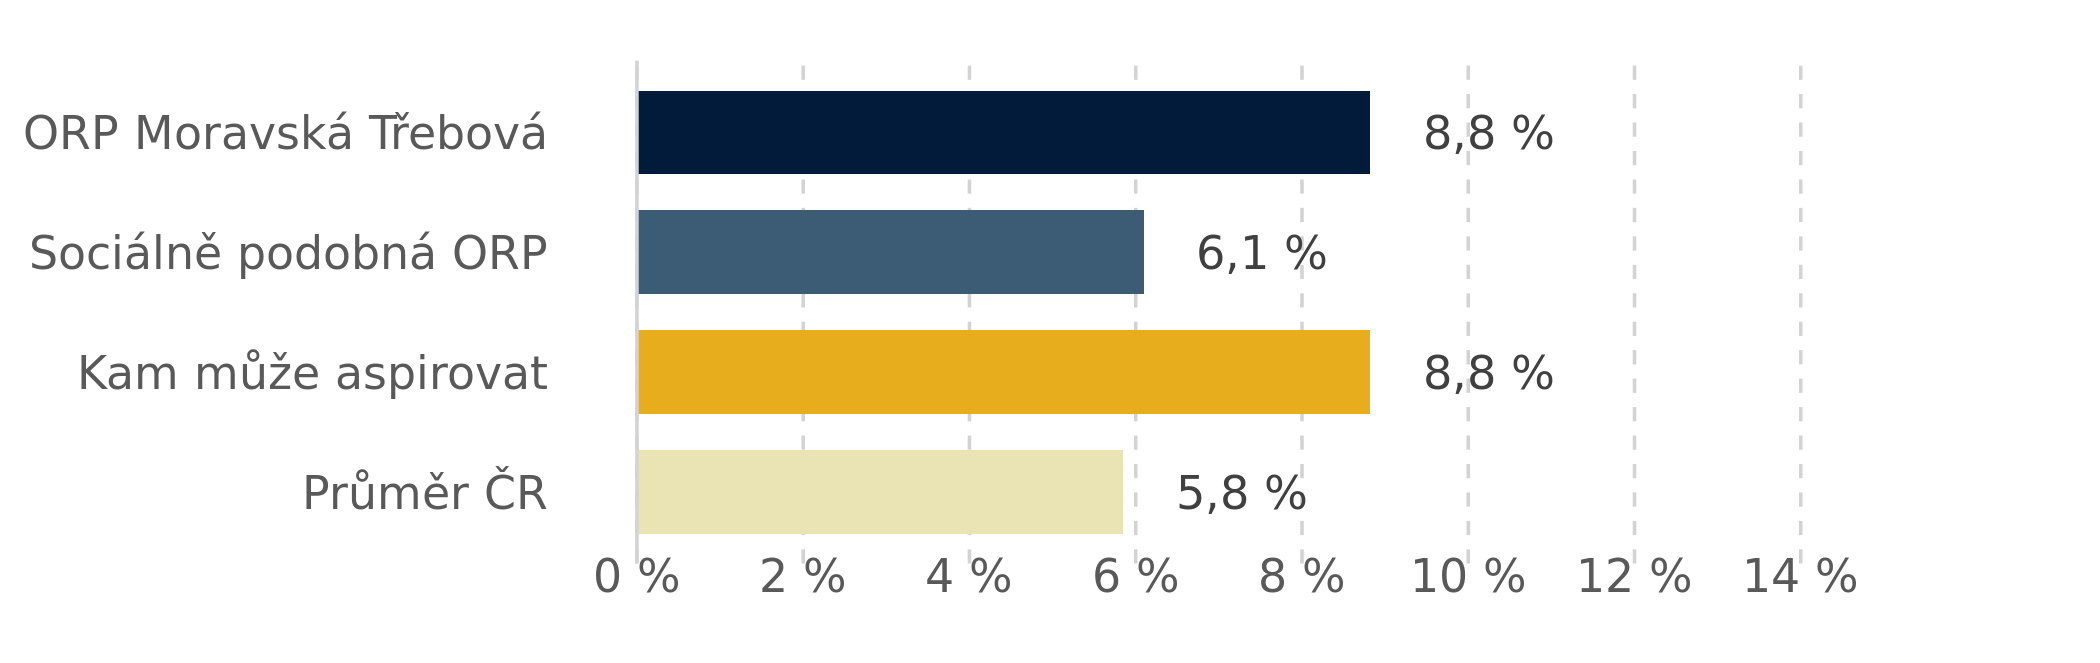 ORP Moravská Třebová 8,8 %
Sociálně podobná ORP 6,1 %
Kam může aspirovat 8,8 %
Průměr ČR 5,8 %
0 % 2 % 4 % 6 % 8 % 10 % 12 % 14 %